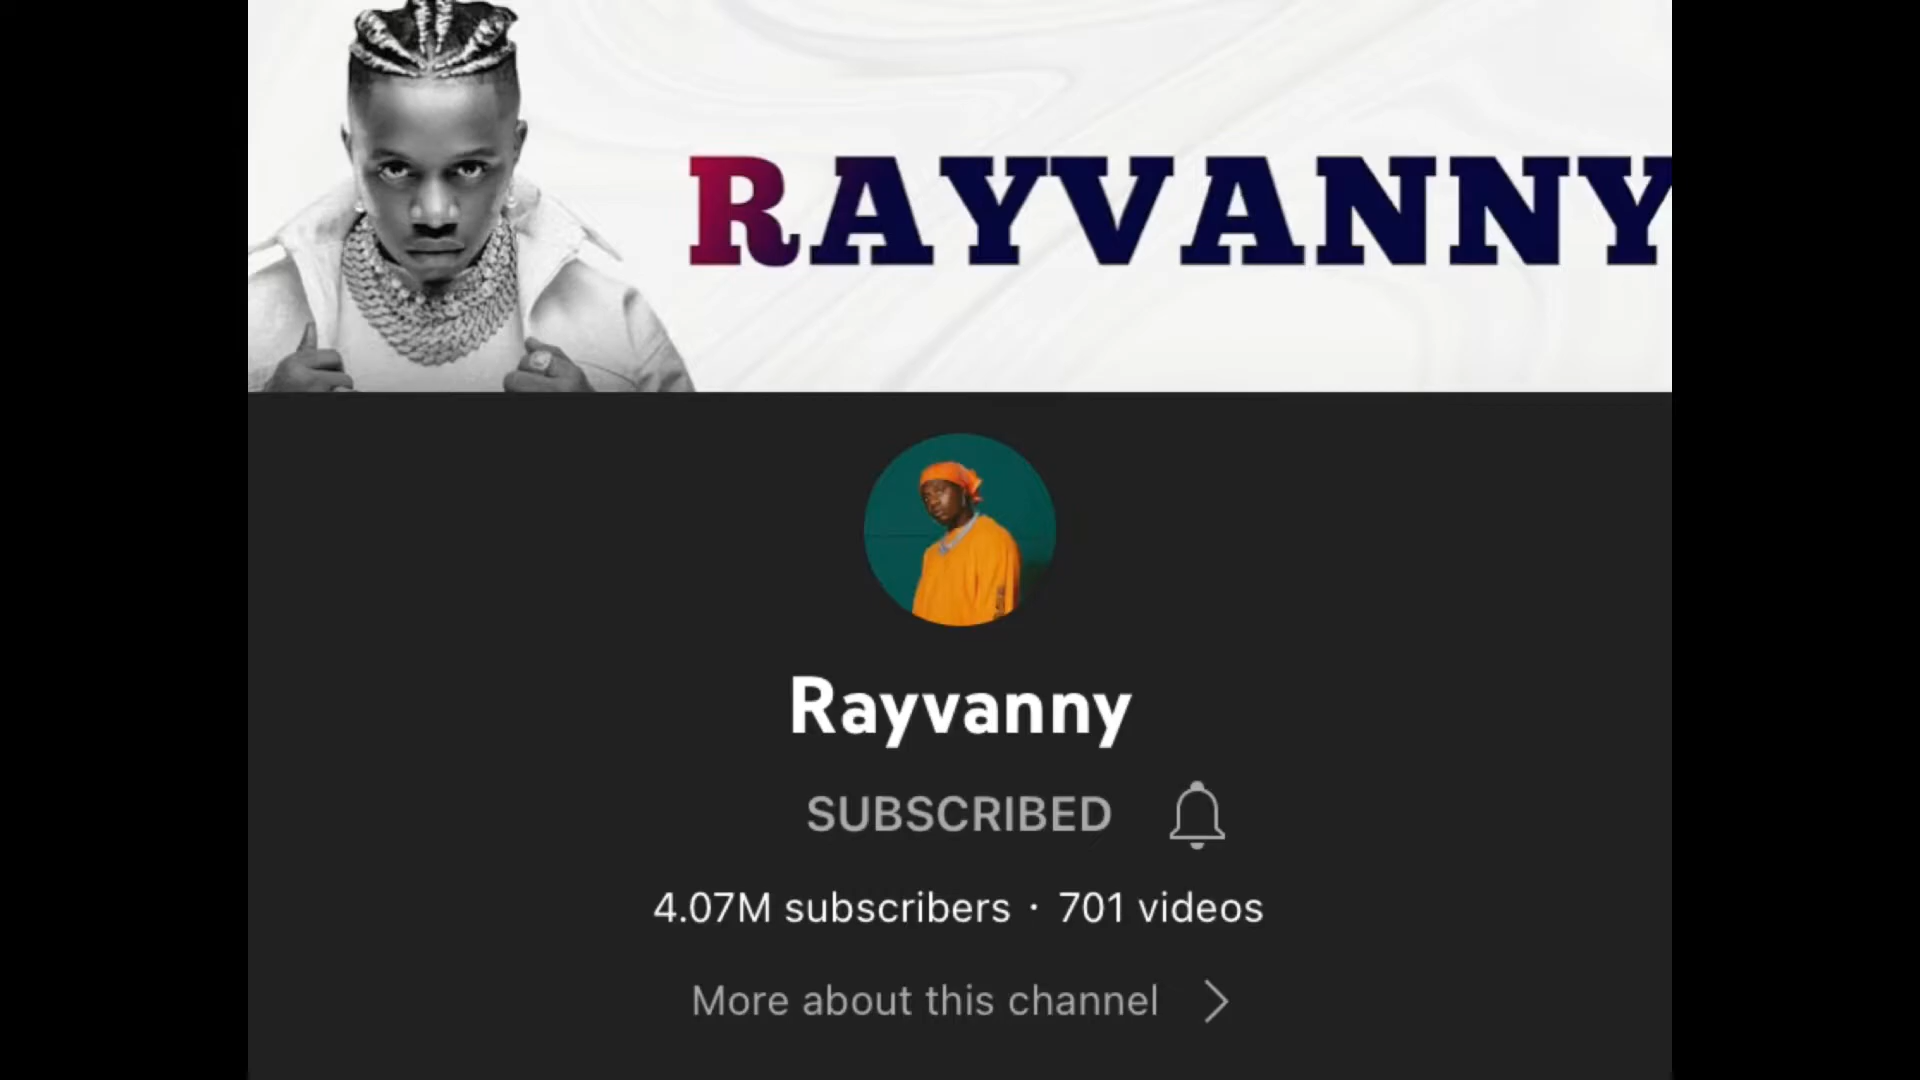 RAYVANNY
Rayvanny
SUBSCRIBED
4.07M subscribers · 701 videos
More about this channel